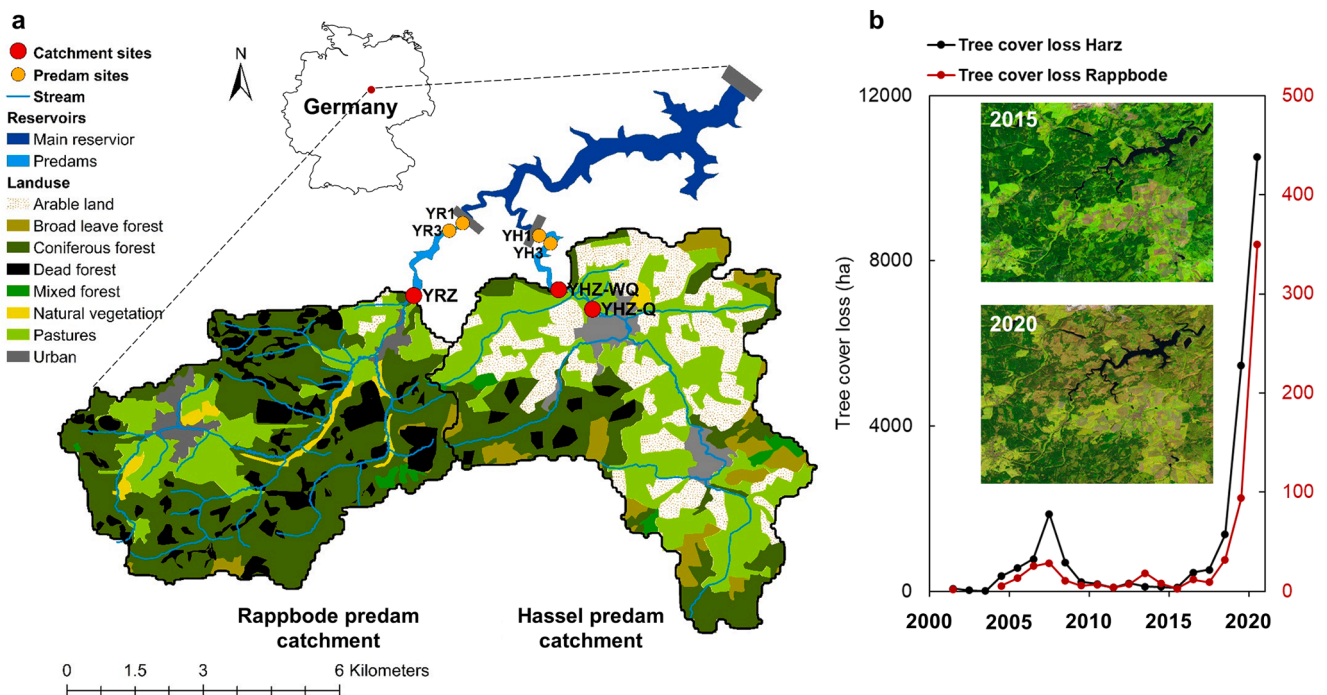 a
Catchment sites
Predam sites
Stream
Reservoirs
Main reservior
Predams
Landuse
Arable land
Broad leave forest
Coniferous forest
Dead forest
Mixed forest
Natural vegetation
Pastures
Urban
N
Germany
YR1
YR3
YH1
YH3
YRZ
YHZ-WQ
YHZ-Q
Rappbode predam
catchment
Hassel predam
catchment
0 1.5 3 6 Kilometers
b
Tree cover loss Harz
Tree cover loss Rappbode
12000
8000
4000
0
Tree cover loss (ha)
500
400
300
200
100
0
2015
2020
2000 2005 2010 2015 2020